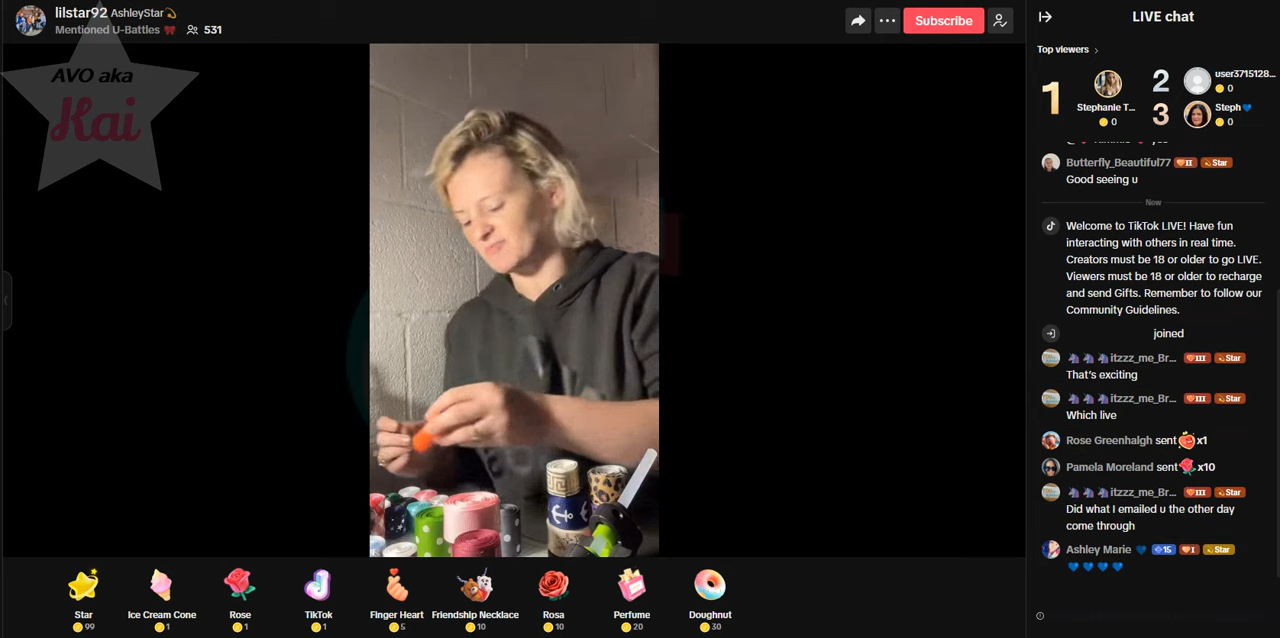 lilstar92 AshleyStar
Mentioned U-Battles
531
Subscribe
AVO aka
Kai
LIVE chat
Top viewers
1
Stephanie T...
0
2
user3715128...
0
3
Steph
0
Butterfly_Beautiful77 II Star
Good seeing u
New
Welcome to TikTok LIVE! Have fun
interacting with others in real time.
Creators must be 18 or older to go LIVE.
Viewers must be 18 or older to recharge
and send Gifts. Remember to follow our
Community Guidelines.
joined
itzzz_me_Br... III Star
That's exciting
itzzz_me_Br... III Star
Which live
Rose Greenhalgh sent x1
Pamela Moreland sent x10
itzzz_me_Br... III Star
Did what I emailed u the other day
come through
Ashley Marie 15 I Star
Star
99
Ice Cream Cone
1
Rose
1
TikTok
1
Finger Heart
5
Friendship Necklace
10
Rosa
10
Perfume
20
Doughnut
30